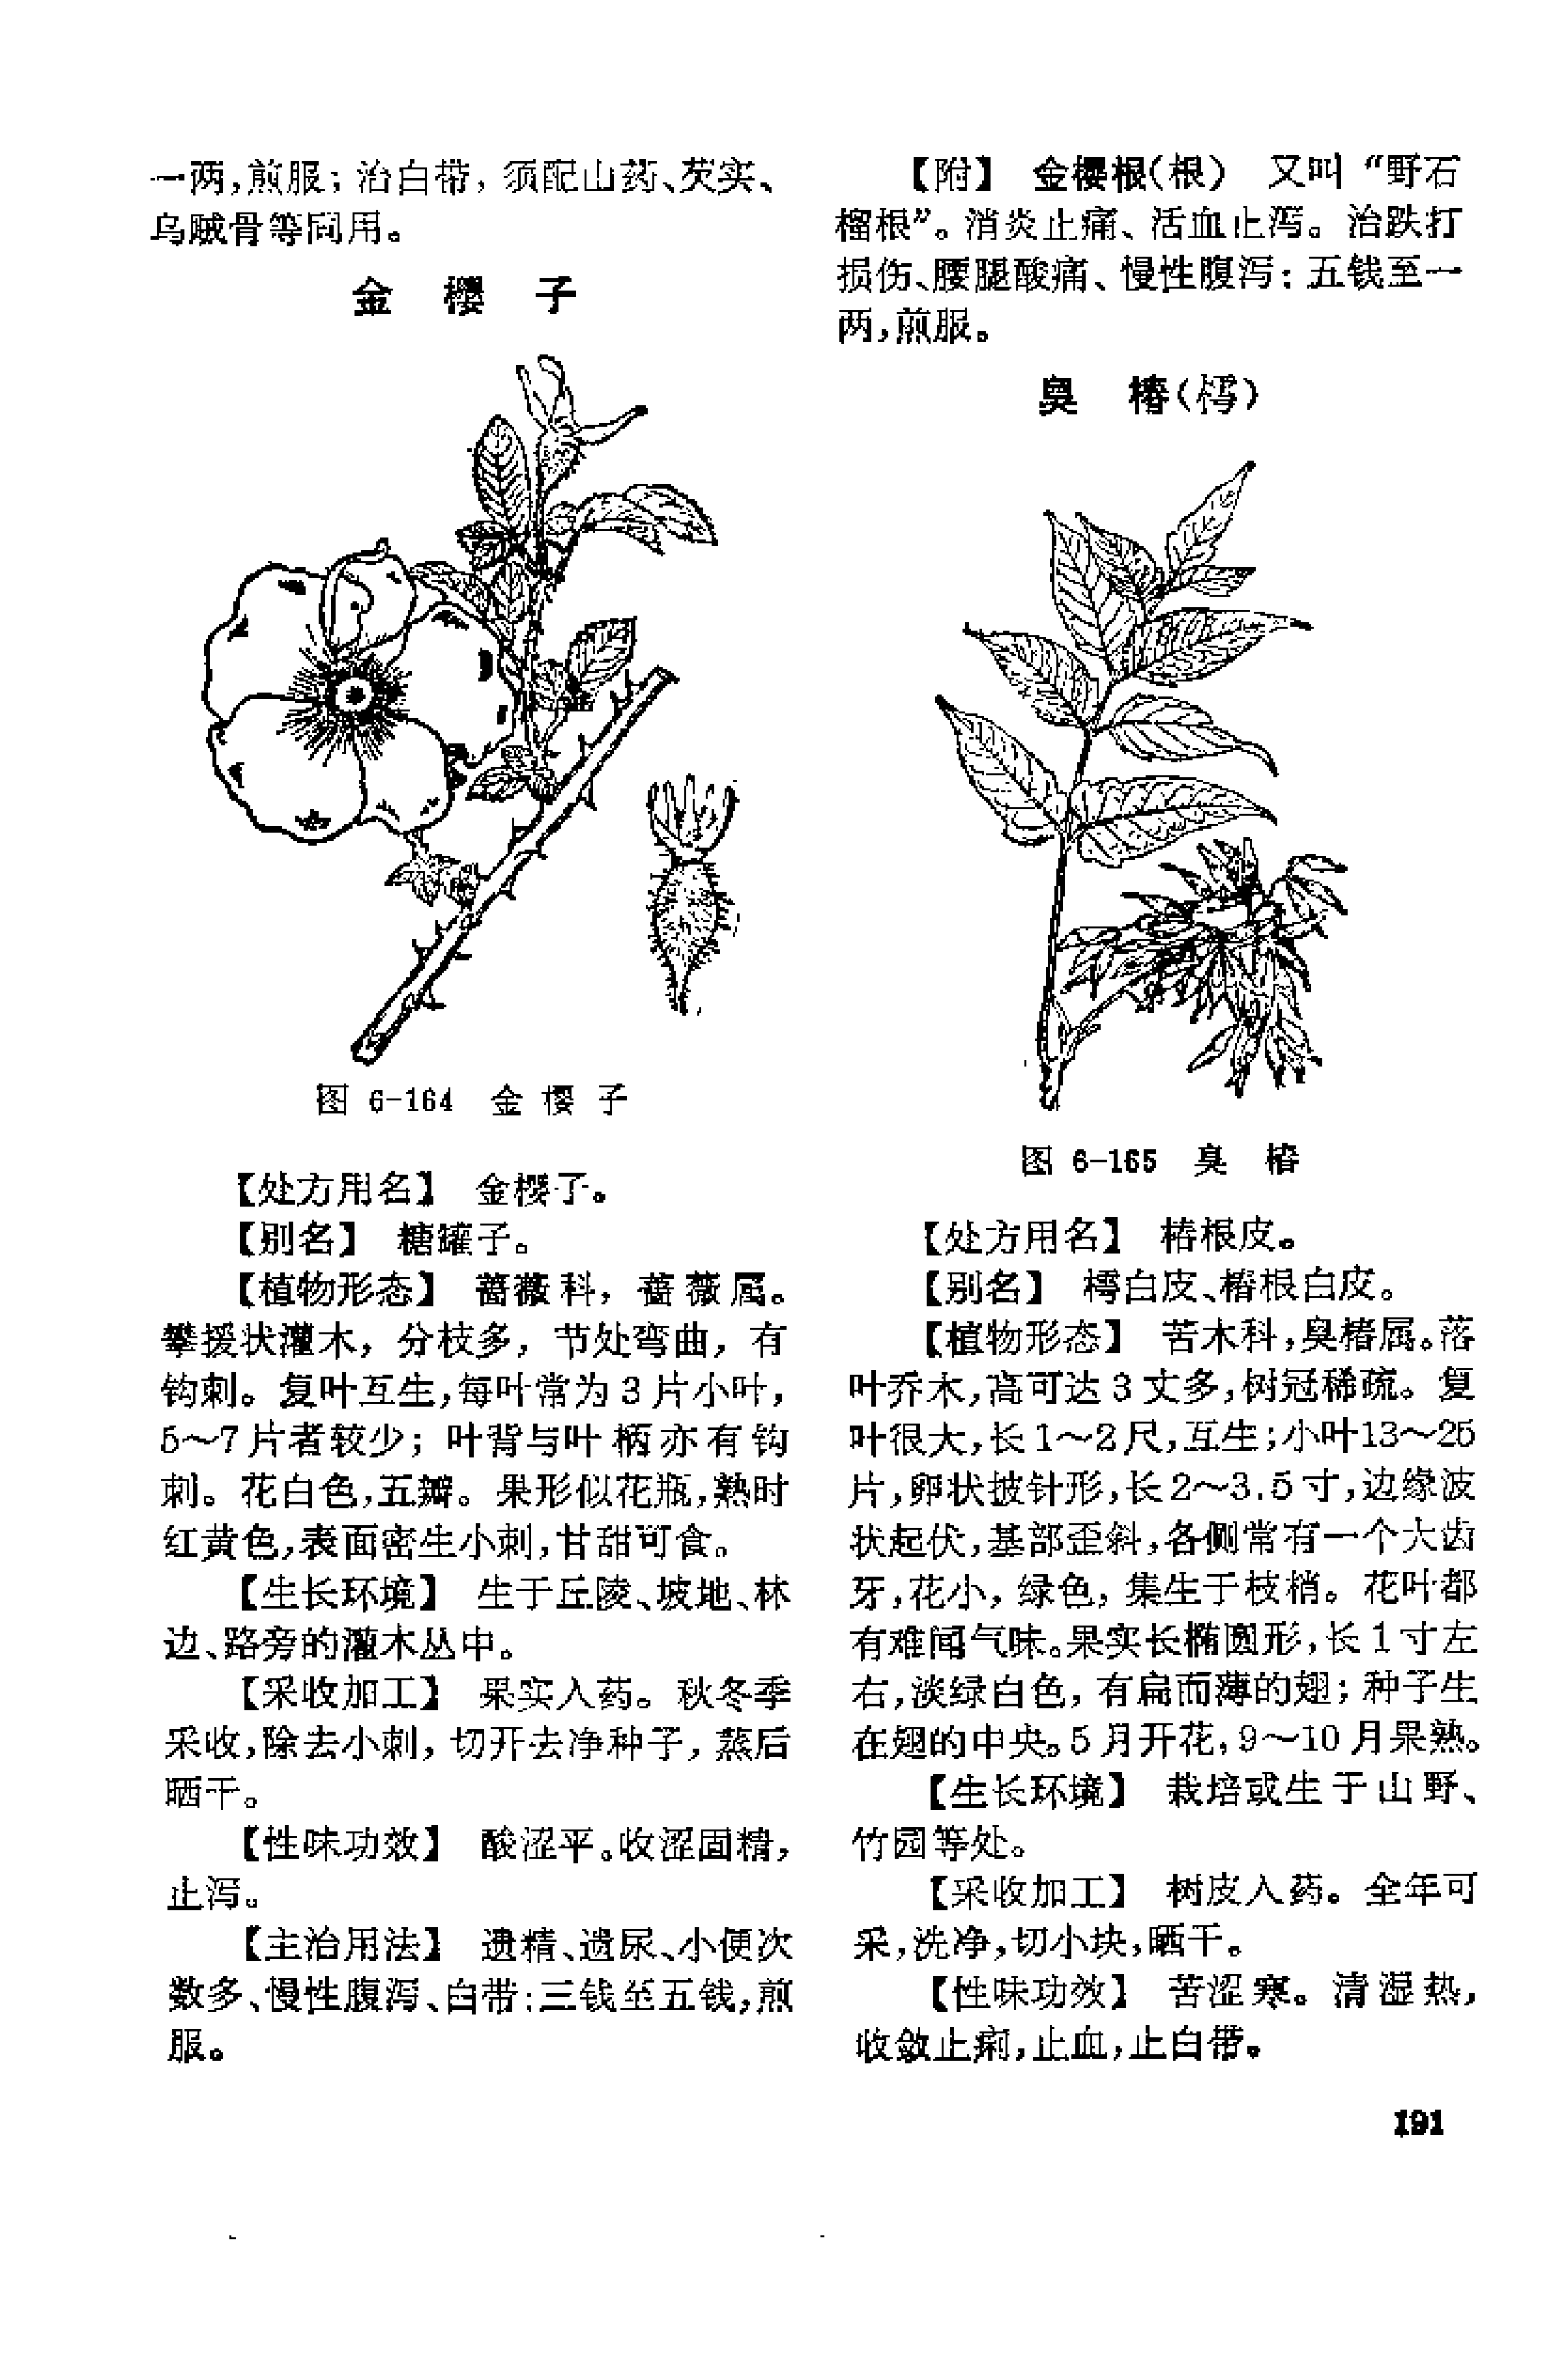 一两,煎服;治白带,须配山药、芡实、
乌贼骨等同用。
金 樱 子
图 6-164 金 樱 子
【处方用名】 金樱子。
【别名】 糖罐子。
【植物形态】 蔷薇科,蔷薇属。
攀援状灌木,分枝多,节处弯曲,有
钩刺。复叶互生,每叶常为3片小叶,
5～7片者较少;叶背与叶柄亦有钩
刺。花白色,五瓣。果形似花瓶,熟时
红黄色,表面密生小刺,甘甜可食。
【生长环境】 生于丘陵、坡地、林
边、路旁的灌木丛中。
【采收加工】 果实入药。秋冬季
采收,除去小刺,切开去净种子,蒸后
晒干。
【性味功效】 酸涩平。收涩固精,
止泻。
【主治用法】 遗精、遗尿、小便次
数多、慢性腹泻、白带:三钱至五钱,煎
服。
【附】 金樱根(根) 又叫“野石
榴根”。消炎止痛、活血止泻。治跌打
损伤、腰腿酸痛、慢性腹泻:五钱至一
两,煎服。
臭 椿(樗)
图 6-165 臭 椿
【处方用名】 椿根皮。
【别名】 樗白皮、椿根白皮。
【植物形态】 苦木科,臭椿属。落
叶乔木,高可达3丈多,树冠稀疏。复
叶很大,长1～2尺,互生;小叶13～25
片,卵状披针形,长2～3.5寸,边缘波
状起伏,基部歪斜,各侧常有一个大齿
牙,花小,绿色,集生于枝梢。花叶都
有难闻气味。果实长椭圆形,长1寸左
右,淡绿白色,有扁而薄的翅;种子生
在翅的中央。5月开花,9～10月果熟。
【生长环境】 栽培或生于山野、
竹园等处。
【采收加工】 树皮入药。全年可
采,洗净,切小块,晒干。
【性味功效】 苦涩寒。清湿热,
收敛止痢,止血,止白带。
191